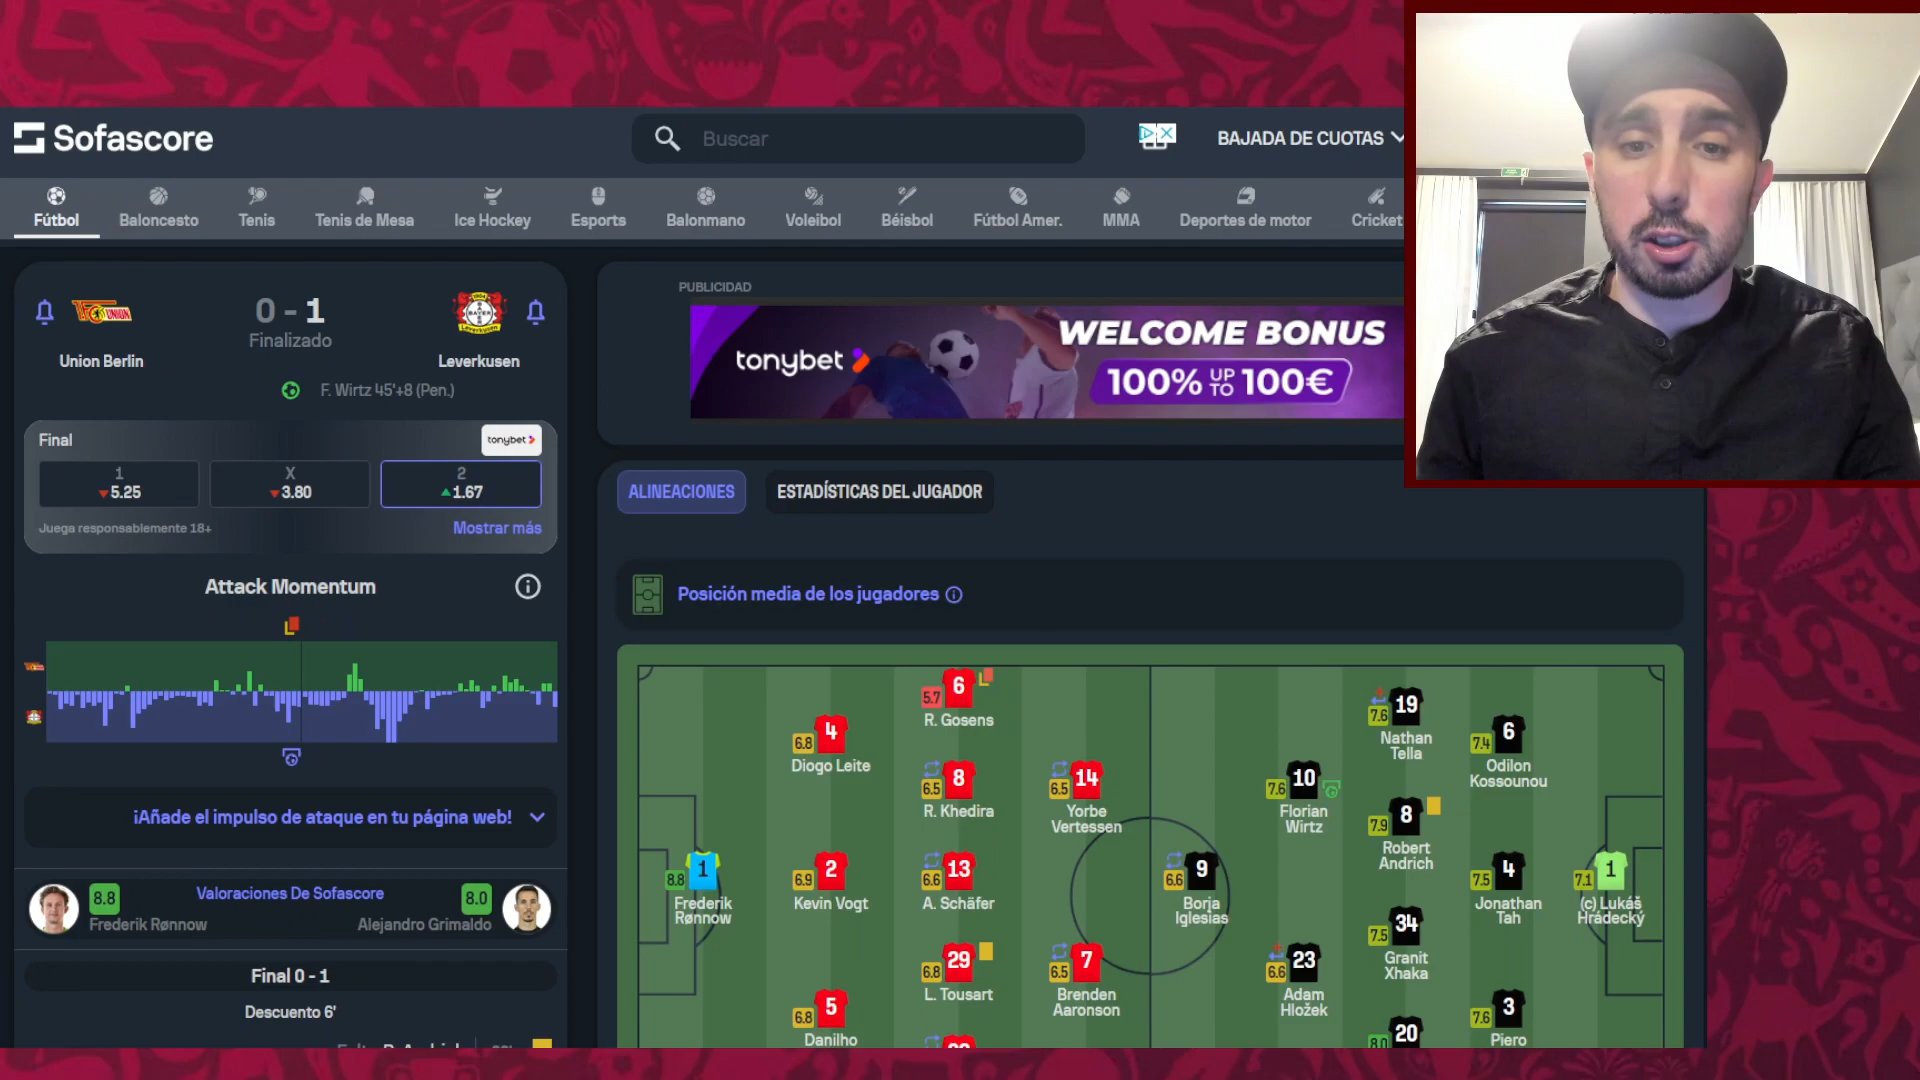 Sofascore
Buscar
BAJADA DE CUOTAS
Fútbol
Baloncesto
Tenis
Tenis de Mesa
Ice Hockey
Esports
Balonmano
Voleibol
Béisbol
Fútbol Amer.
MMA
Deportes de motor
Cricket
UNION
0 - 1
Finalizado
Union Berlin
Leverkusen
F. Wirtz 45'+8 (Pen.)
Final
tonybet
1
5.25
X
3.80
2
1.67
Juega responsablemente 18+
Mostrar más
Attack Momentum
¡Añade el impulso de ataque en tu página web!
8.8
Valoraciones De Sofascore
8.0
Frederik Rønnow
Alejandro Grimaldo
Final 0 - 1
Descuento 6'
PUBLICIDAD
tonybet
WELCOME BONUS
100% UP TO 100€
ALINEACIONES
ESTADÍSTICAS DEL JUGADOR
Posición media de los jugadores
8.8
1
Frederik
Rønnow
6.8
4
Diogo Leite
6.9
2
Kevin Vogt
6.8
5
Danilho
5.7
6
R. Gosens
6.5
8
R. Khedira
6.6
13
A. Schäfer
6.8
29
L. Tousart
6.5
14
Yorbe
Vertessen
6.5
7
Brenden
Aaronson
6.6
9
Borja
Iglesias
7.6
10
Florian
Wirtz
6.6
23
Adam
Hložek
7.6
19
Nathan
Tella
7.9
8
Robert
Andrich
7.5
34
Granit
Xhaka
8.0
20
7.4
6
Odilon
Kossounou
7.5
4
Jonathan
Tah
7.6
3
Piero
7.1
1
(c) Lukáš
Hrádecký